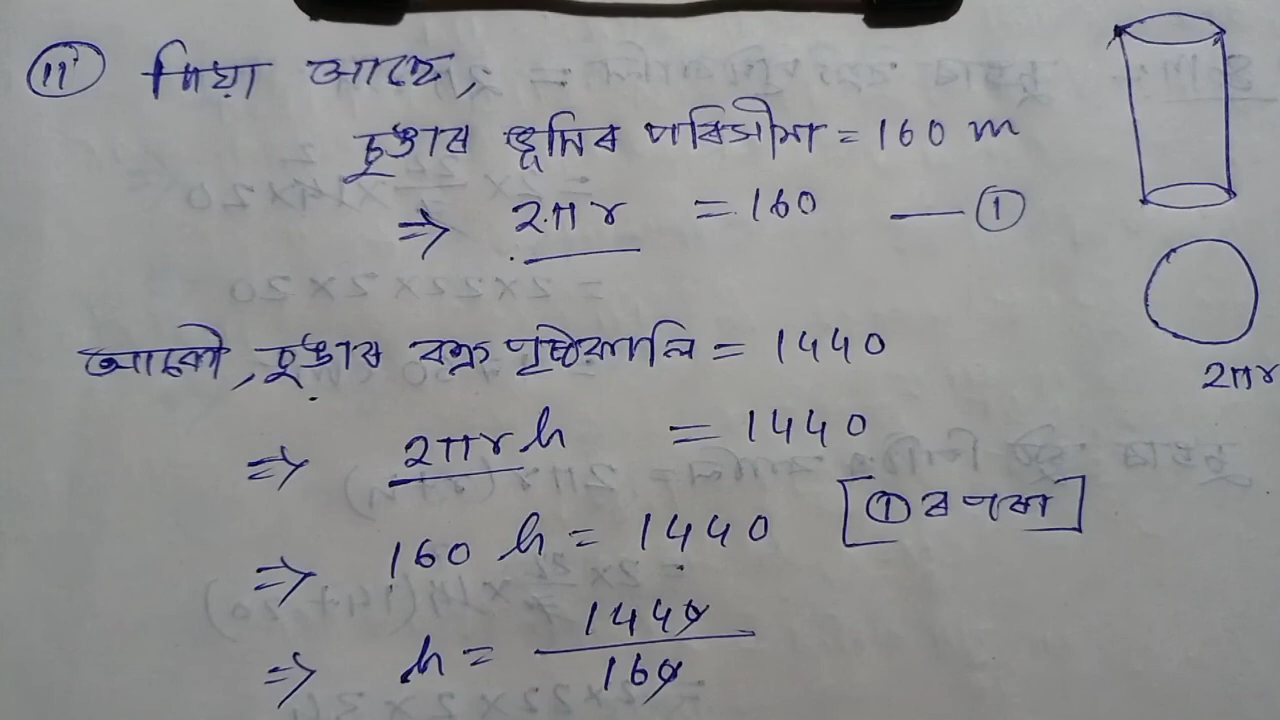 ⑪ দিয়া আছে,
চুঙাৰ ভূমিৰ পৰিসীমা = 160 m
⇒ 2πr = 160 — ①
আকৌ, চুঙাৰ বক্ৰ পৃষ্ঠকালি = 1440
2πr
⇒ 2πrh = 1440
⇒ 160 h = 1440 [① ৰ পৰা]
⇒ h = 1440/160